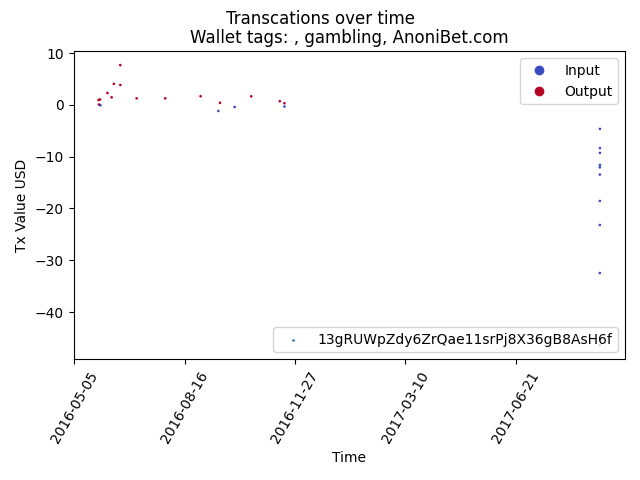 Transcations over time
Wallet tags: , gambling, AnoniBet.com
Input
Output
10
0
−10
−20
−30
−40
Tx Value USD
13gRUWpZdy6ZrQae11srPj8X36gB8AsH6f
2016-05-05
2016-08-16
2016-11-27
2017-03-10
2017-06-21
Time